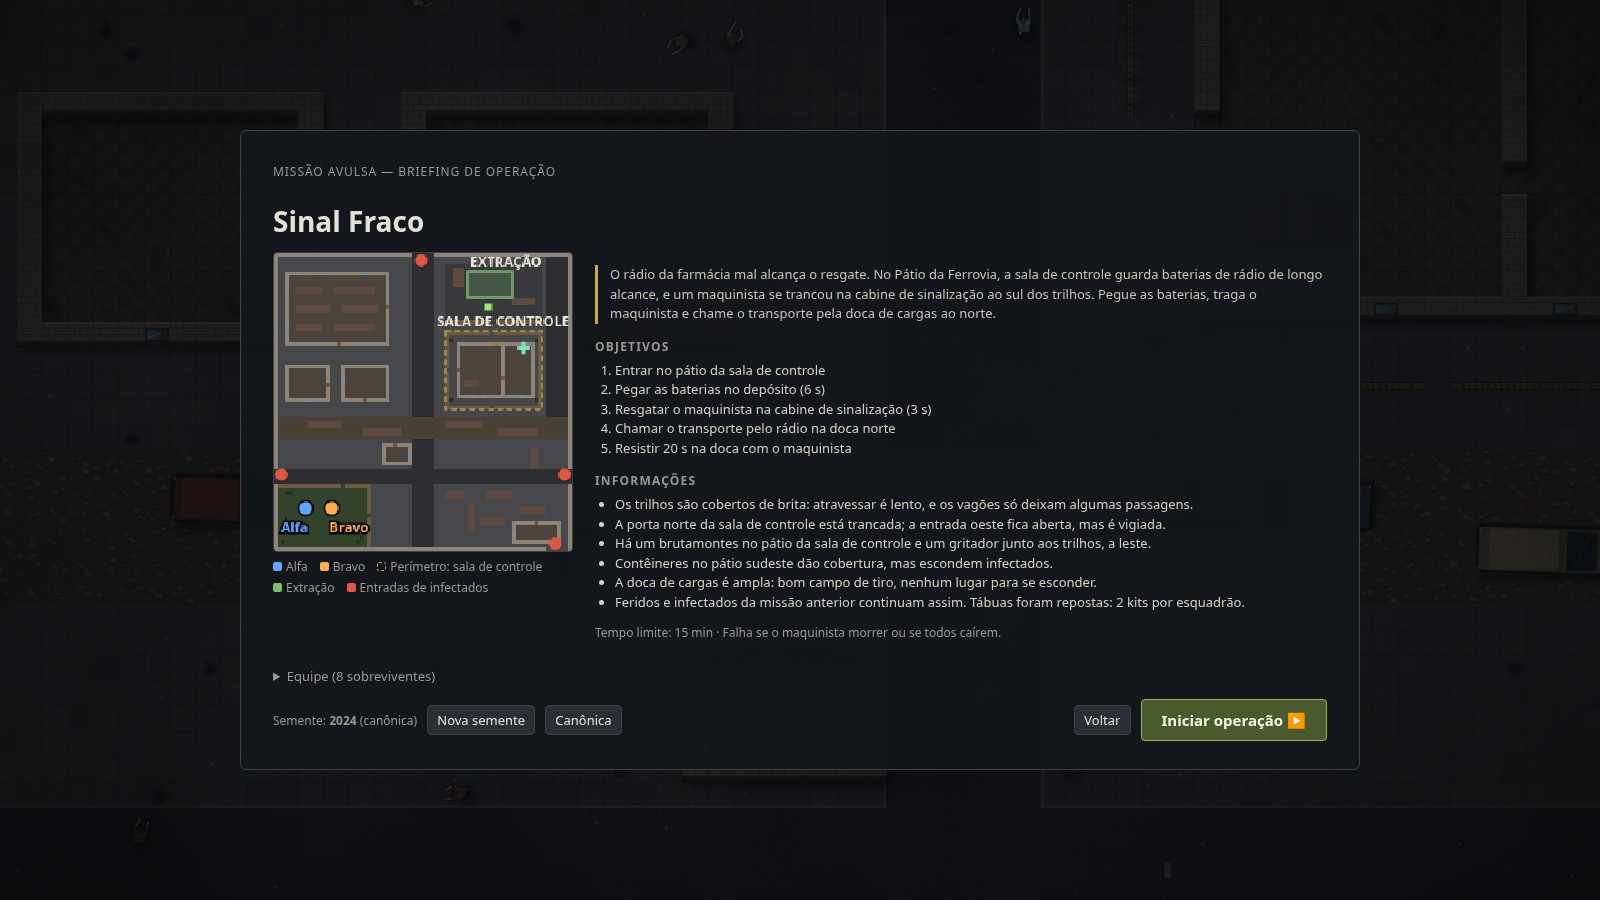 MISSÃO AVULSA — BRIEFING DE OPERAÇÃO
Sinal Fraco
EXTRAÇÃO
SALA DE CONTROLE
Alfa
Bravo
Alfa
Bravo
Perímetro: sala de controle
Extração
Entradas de infectados
O rádio da farmácia mal alcança o resgate. No Pátio da Ferrovia, a sala de controle guarda baterias de rádio de longo
alcance, e um maquinista se trancou na cabine de sinalização ao sul dos trilhos. Pegue as baterias, traga o
maquinista e chame o transporte pela doca de cargas ao norte.
OBJETIVOS
1. Entrar no pátio da sala de controle
2. Pegar as baterias no depósito (6 s)
3. Resgatar o maquinista na cabine de sinalização (3 s)
4. Chamar o transporte pelo rádio na doca norte
5. Resistir 20 s na doca com o maquinista
INFORMAÇÕES
• Os trilhos são cobertos de brita: atravessar é lento, e os vagões só deixam algumas passagens.
• A porta norte da sala de controle está trancada; a entrada oeste fica aberta, mas é vigiada.
• Há um brutamontes no pátio da sala de controle e um gritador junto aos trilhos, a leste.
• Contêineres no pátio sudeste dão cobertura, mas escondem infectados.
• A doca de cargas é ampla: bom campo de tiro, nenhum lugar para se esconder.
• Feridos e infectados da missão anterior continuam assim. Tábuas foram repostas: 2 kits por esquadrão.
Tempo limite: 15 min · Falha se o maquinista morrer ou se todos caírem.
▶ Equipe (8 sobreviventes)
Semente: 2024 (canônica)
Nova semente
Canônica
Voltar
Iniciar operação ▶️